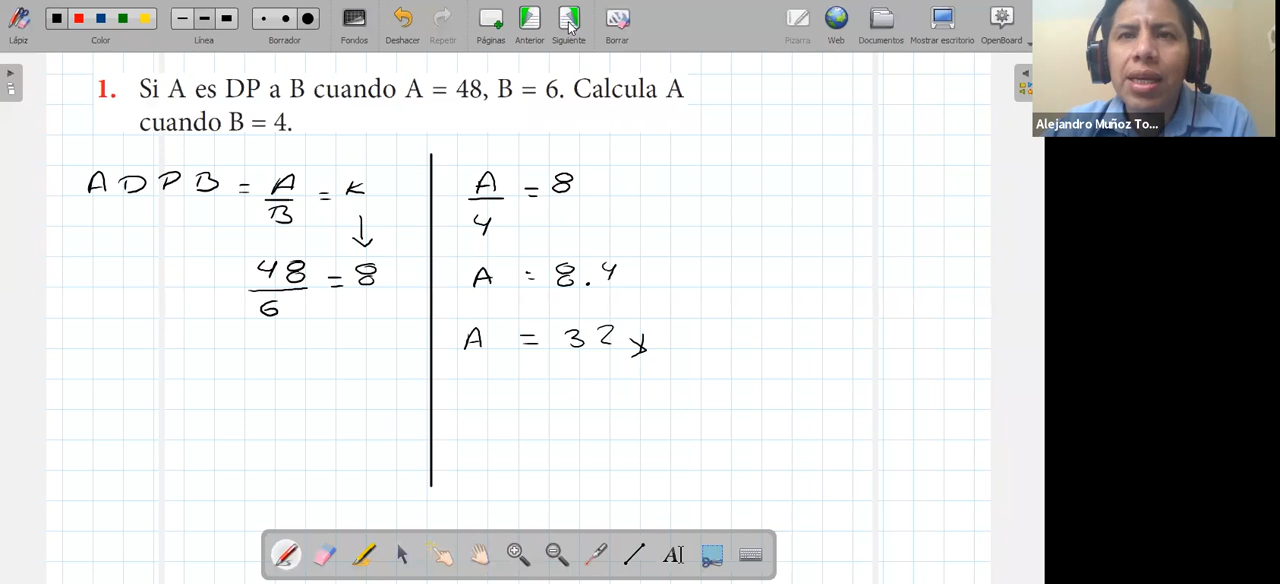 Lápiz
Color
Línea
Borrador
Fondos
Deshacer
Repetir
Páginas
Anterior
Siguiente
Borrar
Pizarra
Web
Documentos
Mostrar escritorio
OpenBoard
Alejandro Muñoz To...
1. Si A es DP a B cuando A = 48, B = 6. Calcula A
cuando B = 4.
A D P B = A/B = K
48/6 = 8
A/4 = 8
A = 8.4
A = 32